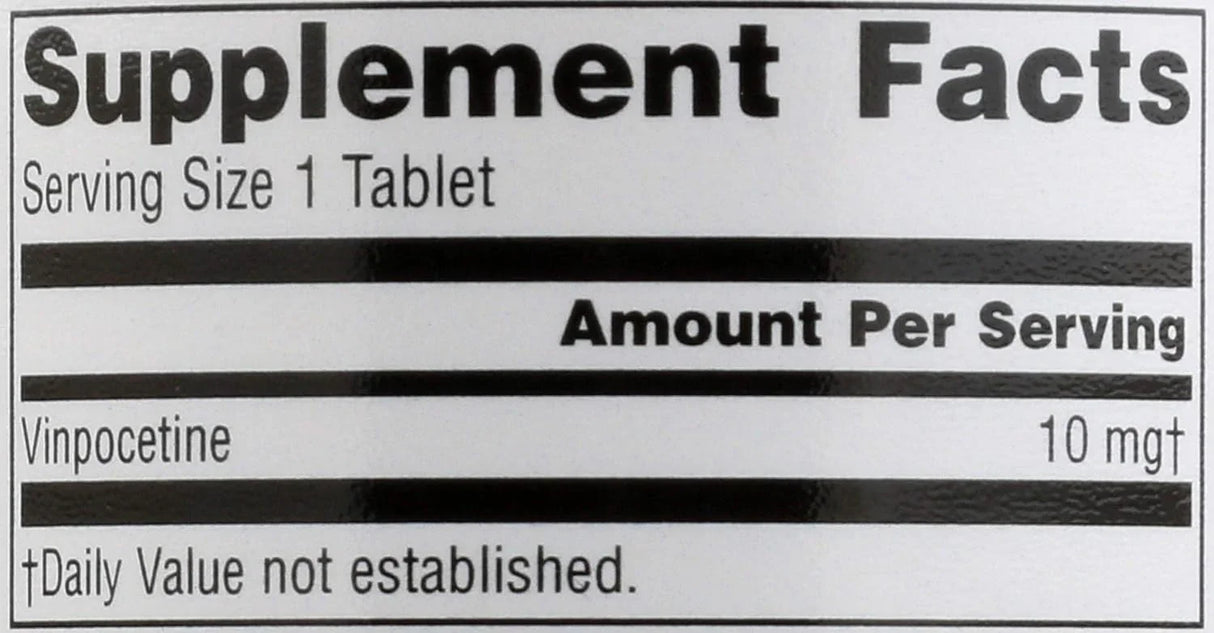 Supplement Facts
Serving Size 1 Tablet
Amount Per Serving
Vinpocetine 10 mg†
†Daily Value not established.